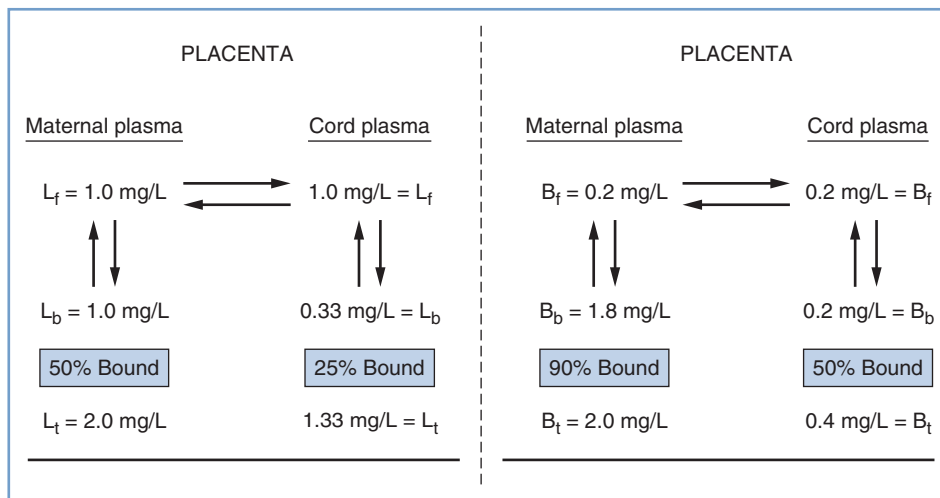 PLACENTA
Maternal plasma Cord plasma
L_f = 1.0 mg/L 1.0 mg/L = L_f
L_b = 1.0 mg/L 0.33 mg/L = L_b
50% Bound 25% Bound
L_t = 2.0 mg/L 1.33 mg/L = L_t
PLACENTA
Maternal plasma Cord plasma
B_f = 0.2 mg/L 0.2 mg/L = B_f
B_b = 1.8 mg/L 0.2 mg/L = B_b
90% Bound 50% Bound
B_t = 2.0 mg/L 0.4 mg/L = B_t